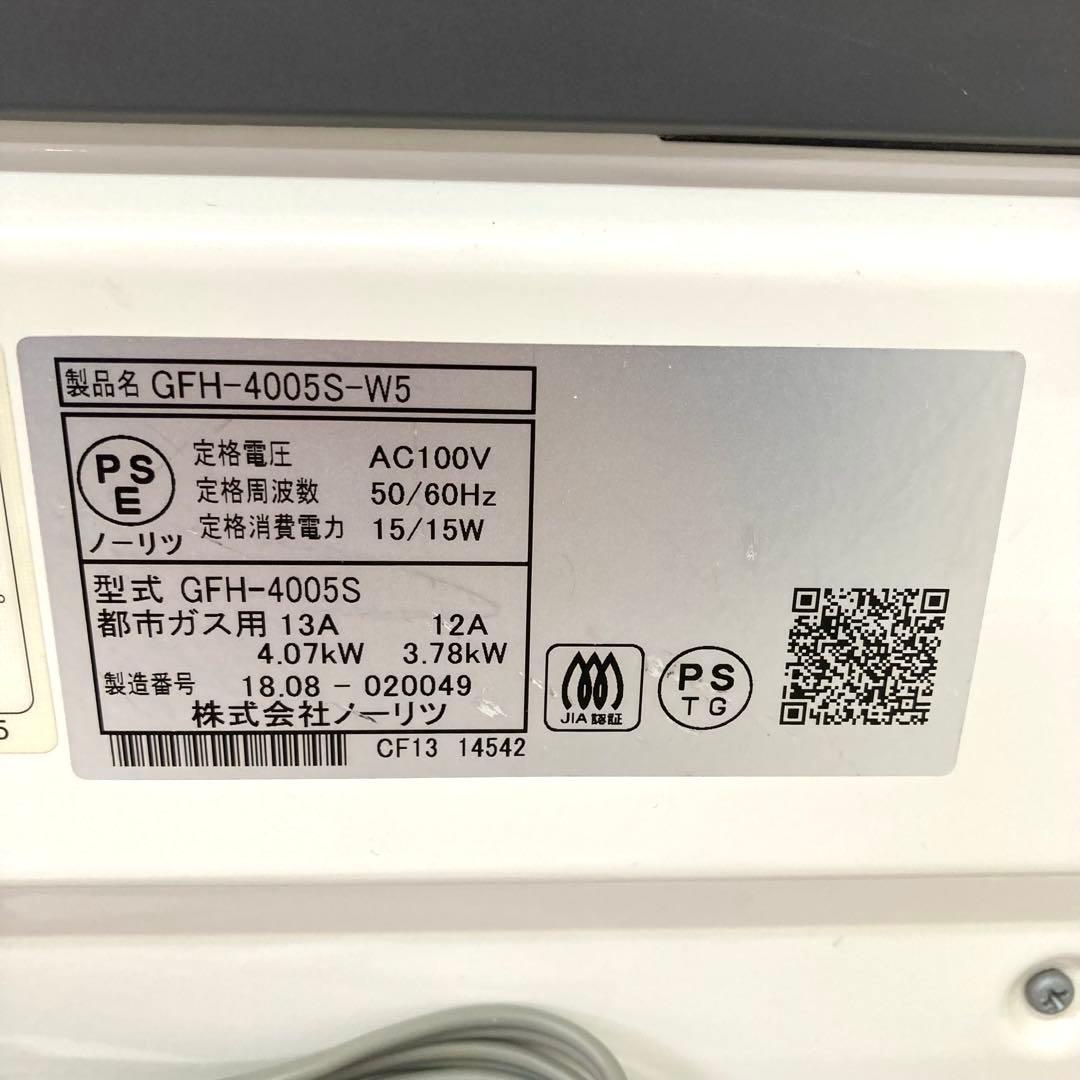 製品名 GFH-4005S-W5
PS
E
ノーリツ
定格電圧 AC100V
定格周波数 50/60Hz
定格消費電力 15/15W
型式 GFH-4005S
都市ガス用 13A 12A
4.07kW 3.78kW
製造番号 18.08 - 020049
株式会社ノーリツ
CF13 14542
JIA 認証
PS
TG
5